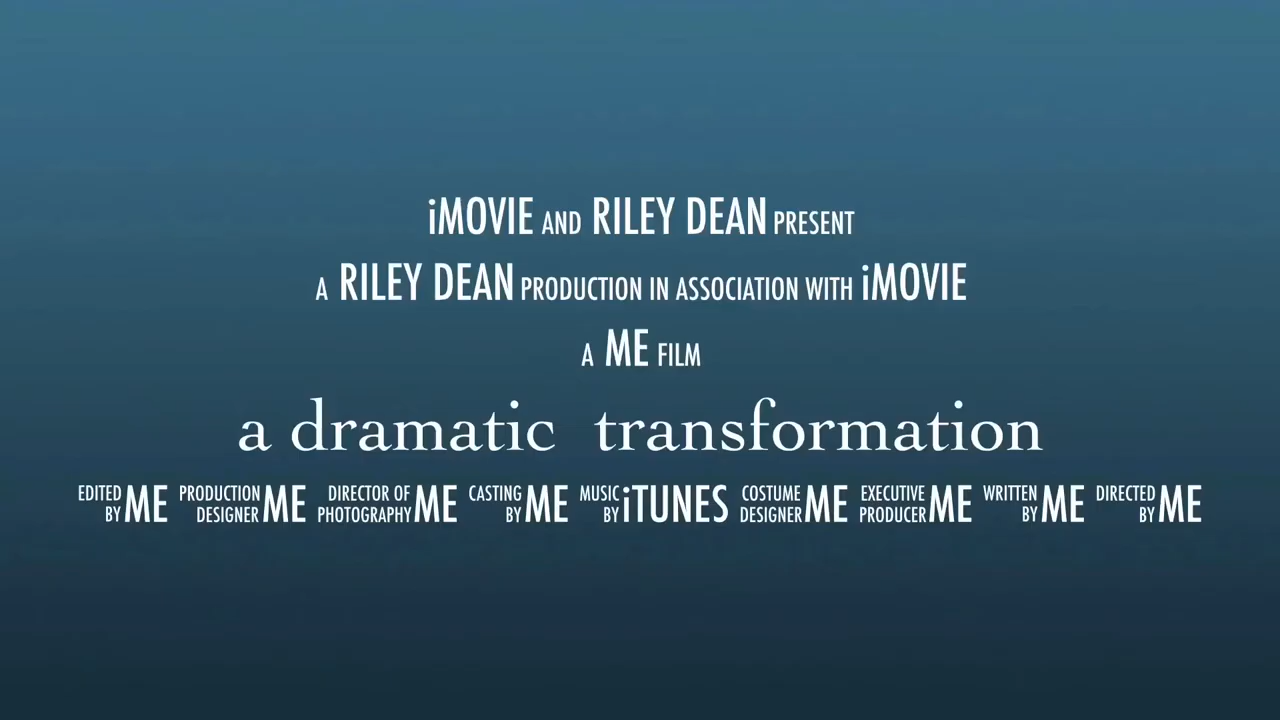 iMOVIE AND RILEY DEAN PRESENT
A RILEY DEAN PRODUCTION IN ASSOCIATION WITH iMOVIE
A ME FILM
a dramatic transformation
EDITED BY ME PRODUCTION DESIGNER ME DIRECTOR OF PHOTOGRAPHY ME CASTING BY ME MUSIC BY iTUNES COSTUME DESIGNER ME EXECUTIVE PRODUCER ME WRITTEN BY ME DIRECTED BY ME